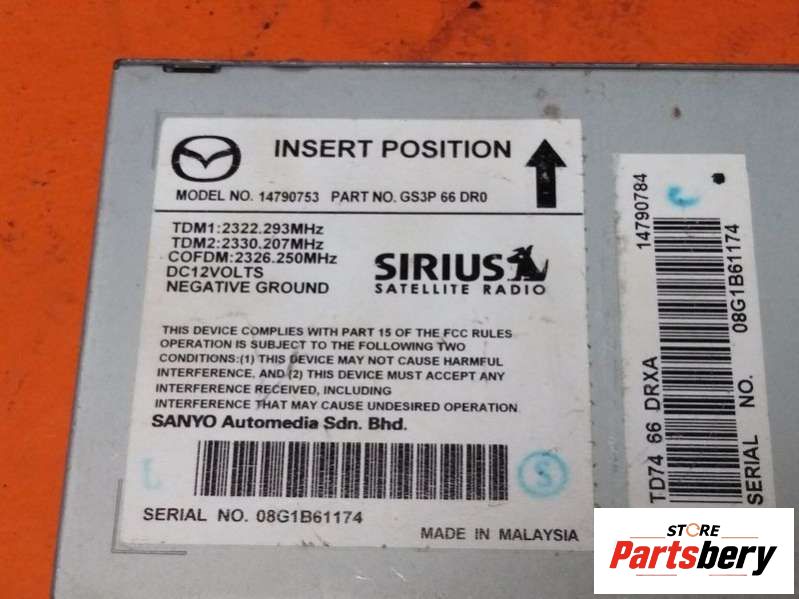 INSERT POSITION
MODEL NO. 14790753 PART NO. GS3P 66 DR0
TDM1:2322.293MHz
TDM2:2330.207MHz
COFDM:2326.250MHz
DC12VOLTS
NEGATIVE GROUND
SIRIUS
SATELLITE RADIO
THIS DEVICE COMPLIES WITH PART 15 OF THE FCC RULES
OPERATION IS SUBJECT TO THE FOLLOWING TWO
CONDITIONS:(1) THIS DEVICE MAY NOT CAUSE HARMFUL
INTERFERENCE, AND (2) THIS DEVICE MUST ACCEPT ANY
INTERFERENCE RECEIVED, INCLUDING
INTERFERENCE THAT MAY CAUSE UNDESIRED OPERATION
SANYO Automedia Sdn. Bhd.
L
S
SERIAL NO. 08G1B61174
MADE IN MALAYSIA
TD74 66 DRXA 14790784
SERIAL NO. 08G1B61174
C
STORE
Partsbery